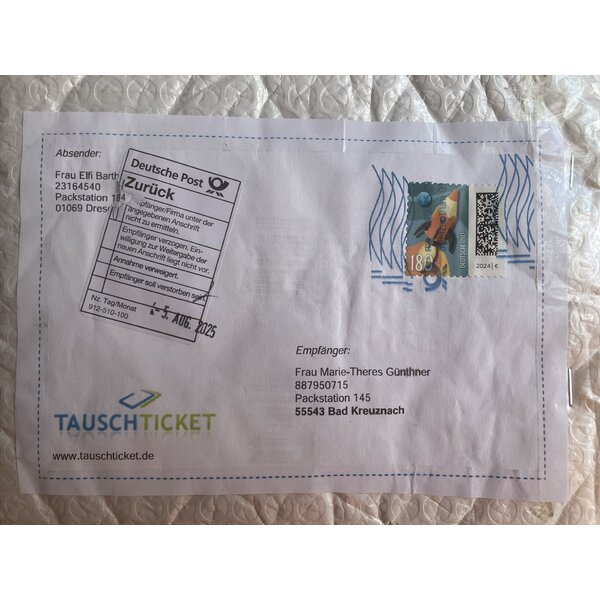 Absender:
Frau Elfi Barth
23164540
Packstation 184
01069
Deutsche Post
Zurück
Empfänger/Firma unter der
angegebenen Anschrift
nicht zu ermitteln.
Empfänger verzogen. Ein-
willigung zur Weitergabe der
neuen Anschrift liegt nicht vor.
Annahme verweigert.
Empfänger soll verstorben sein.
Nz. Tag/Monat
912-510-100
5. AUG. 2025
180
DEUTSCHLAND
2024 | €
Empfänger:
Frau Marie-Theres Günthner
887950715
Packstation 145
55543 Bad Kreuznach
TAUSCHTICKET
www.tauschticket.de